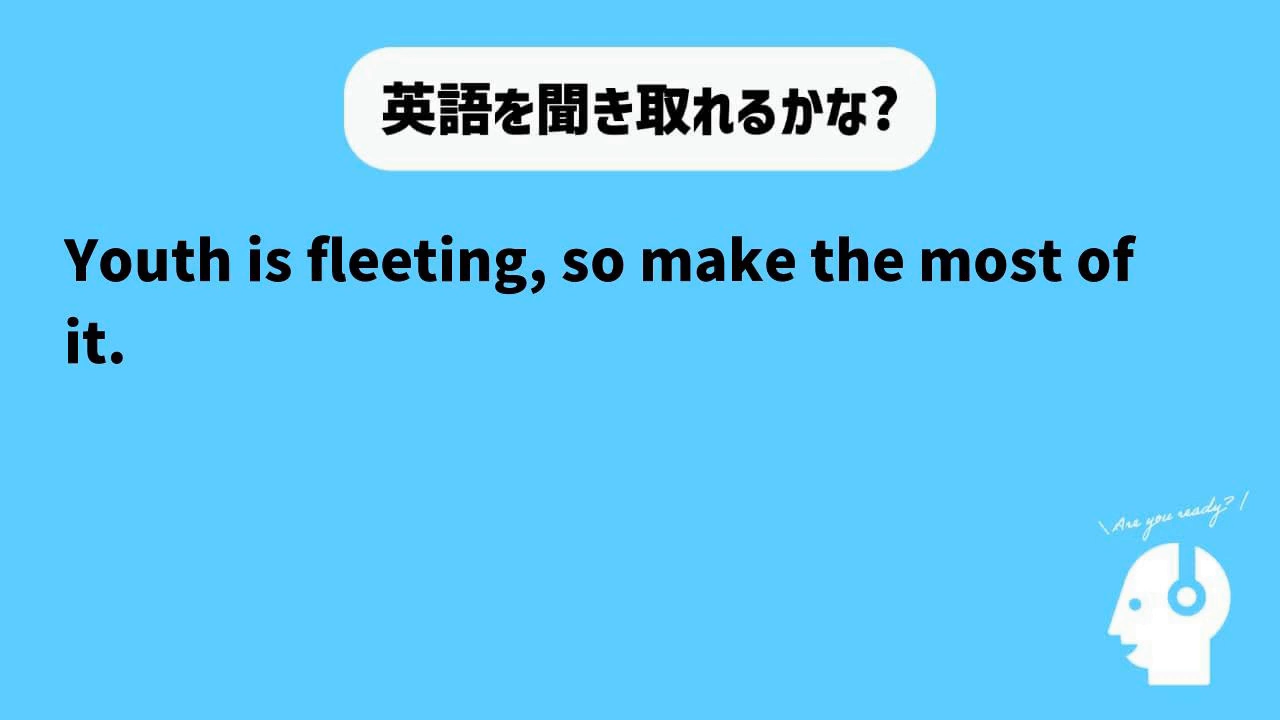 英語を聞き取れるかな?
Youth is fleeting, so make the most of
it.
\Are you ready?/